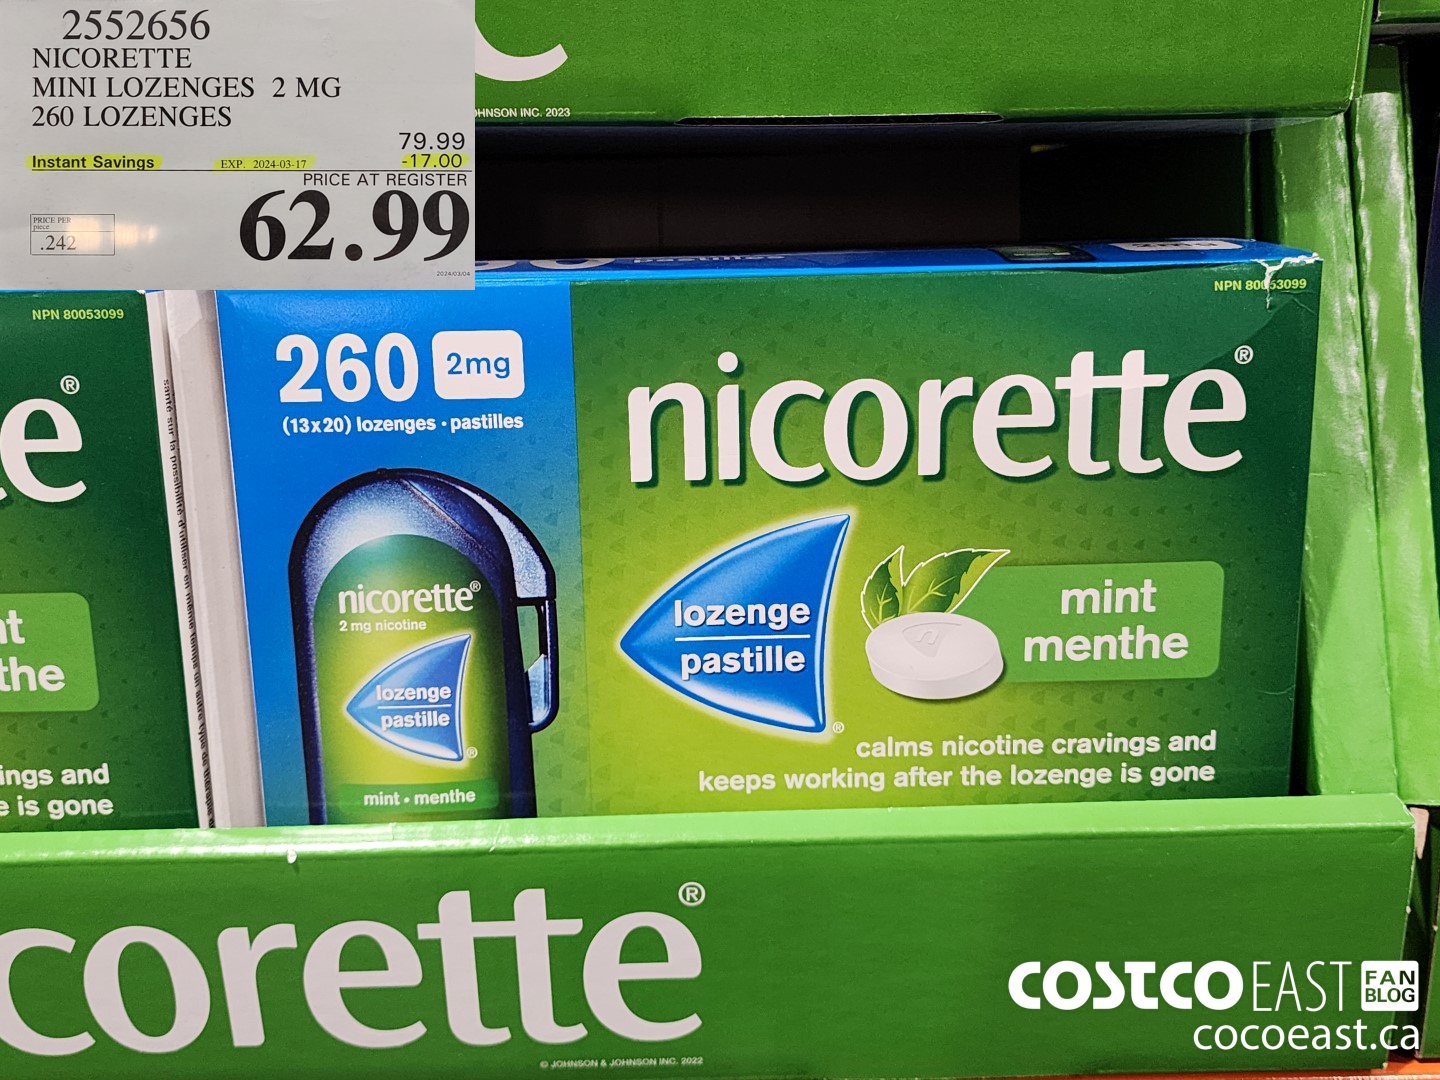 2552656
NICORETTE
MINI LOZENGES 2 MG
260 LOZENGES
79.99
Instant Savings EXP. 2024-03-17 -17.00
PRICE AT REGISTER
62.99
PRICE PER
piece
.242
2024/03/04
JOHNSON INC. 2023
NPN 80053099
e®
nt
the
ings and
e is gone
pastilles
2mg
NPN 80053099
260 2mg
(13x20) lozenges • pastilles
nicorette®
nicorette®
2 mg nicotine
lozenge
pastille
®
mint • menthe
lozenge
pastille
®
mint
menthe
calms nicotine cravings and
keeps working after the lozenge is gone
corette®
© JOHNSON & JOHNSON INC. 2022
COSTCO EAST FAN BLOG
cocoeast.ca